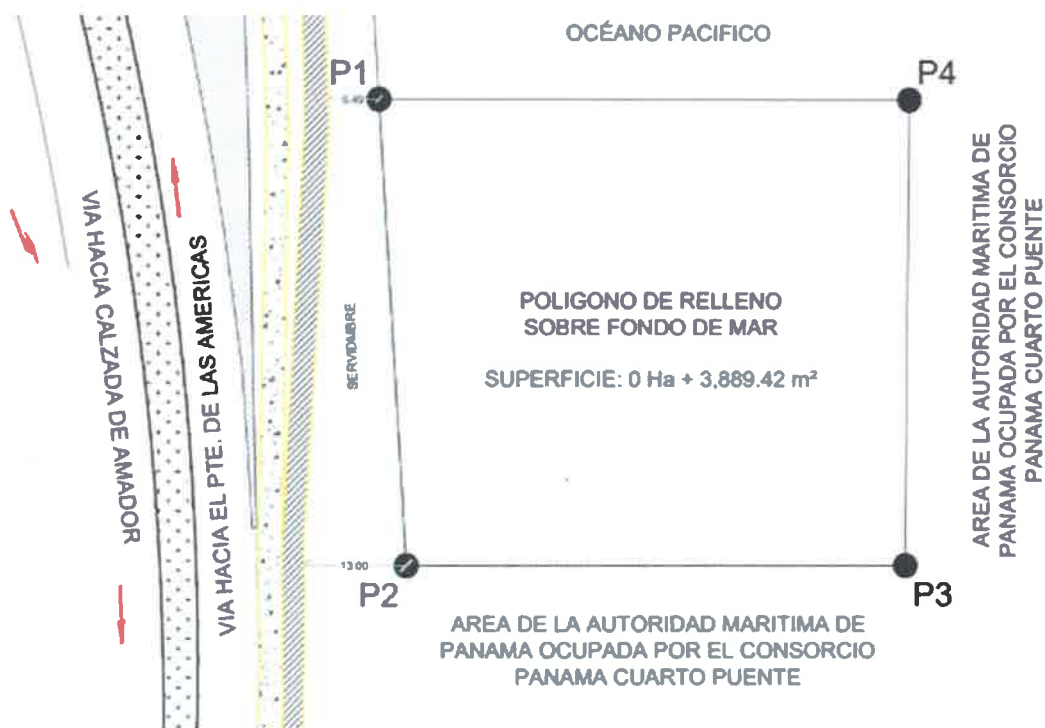 OCÉANO PACIFICO
P1
P4
6.49
VIA HACIA CALZADA DE AMADOR
VIA HACIA EL PTE. DE LAS AMERICAS
SERVIDMBRE
POLIGONO DE RELLENO
SOBRE FONDO DE MAR
SUPERFICIE: 0 Ha + 3,889.42 m²
AREA DE LA AUTORIDAD MARITIMA DE
PANAMA OCUPADA POR EL CONSORCIO
PANAMA CUARTO PUENTE
13.00
P2
P3
AREA DE LA AUTORIDAD MARITIMA DE
PANAMA OCUPADA POR EL CONSORCIO
PANAMA CUARTO PUENTE